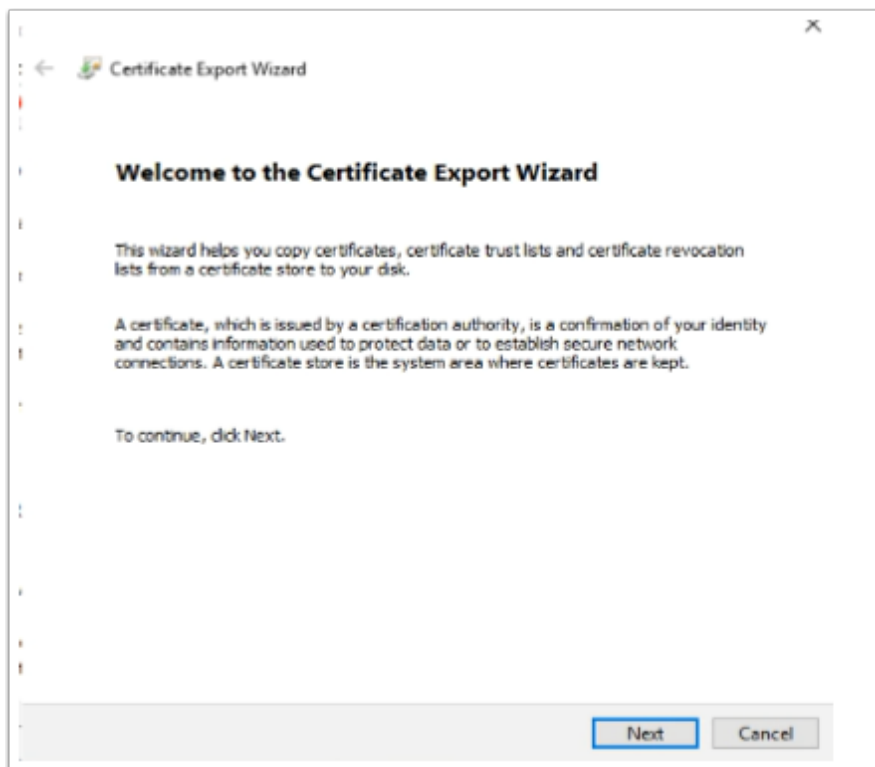 Certificate Export Wizard
Welcome to the Certificate Export Wizard
This wizard helps you copy certificates, certificate trust lists and certificate revocation
lists from a certificate store to your disk.
A certificate, which is issued by a certification authority, is a confirmation of your identity
and contains information used to protect data or to establish secure network
connections. A certificate store is the system area where certificates are kept.
To continue, click Next.
Next
Cancel